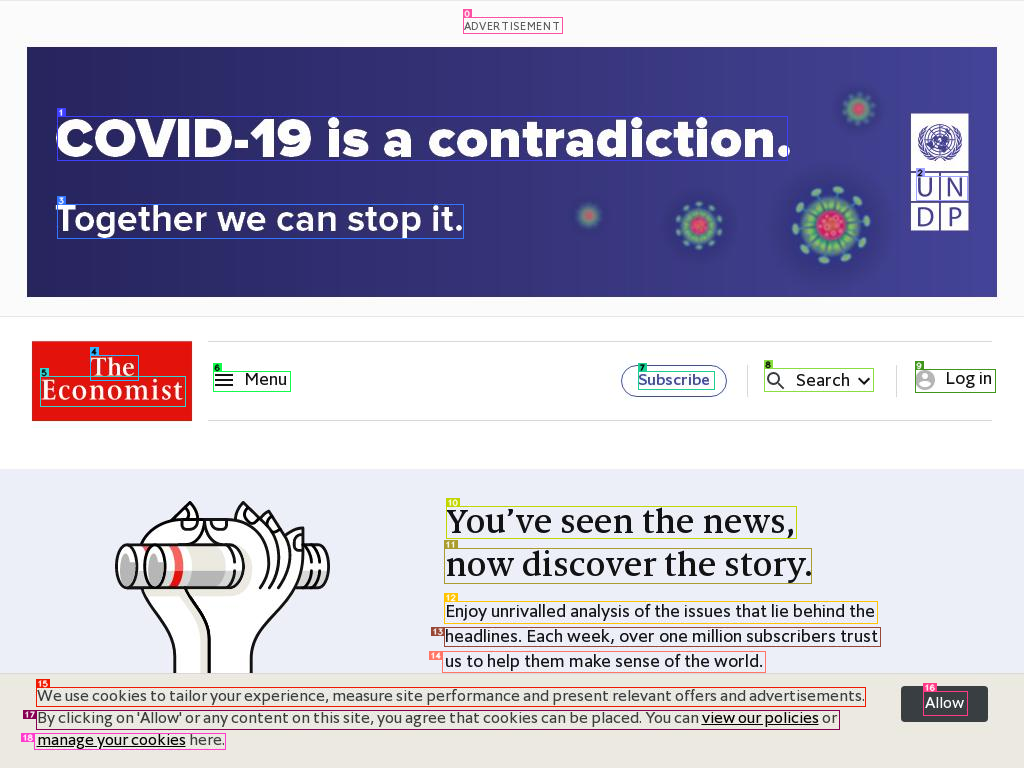 ADVERTISEMENT
COVID-19 is a contradiction.
Together we can stop it.
UN
DP
The
Economist
Menu
Subscribe
Search
Log in
You've seen the news,
now discover the story.
Enjoy unrivalled analysis of the issues that lie behind the
headlines. Each week, over one million subscribers trust
us to help them make sense of the world.
We use cookies to tailor your experience, measure site performance and present relevant offers and advertisements.
By clicking on 'Allow' or any content on this site, you agree that cookies can be placed. You can view our policies or
manage your cookies here.
Allow